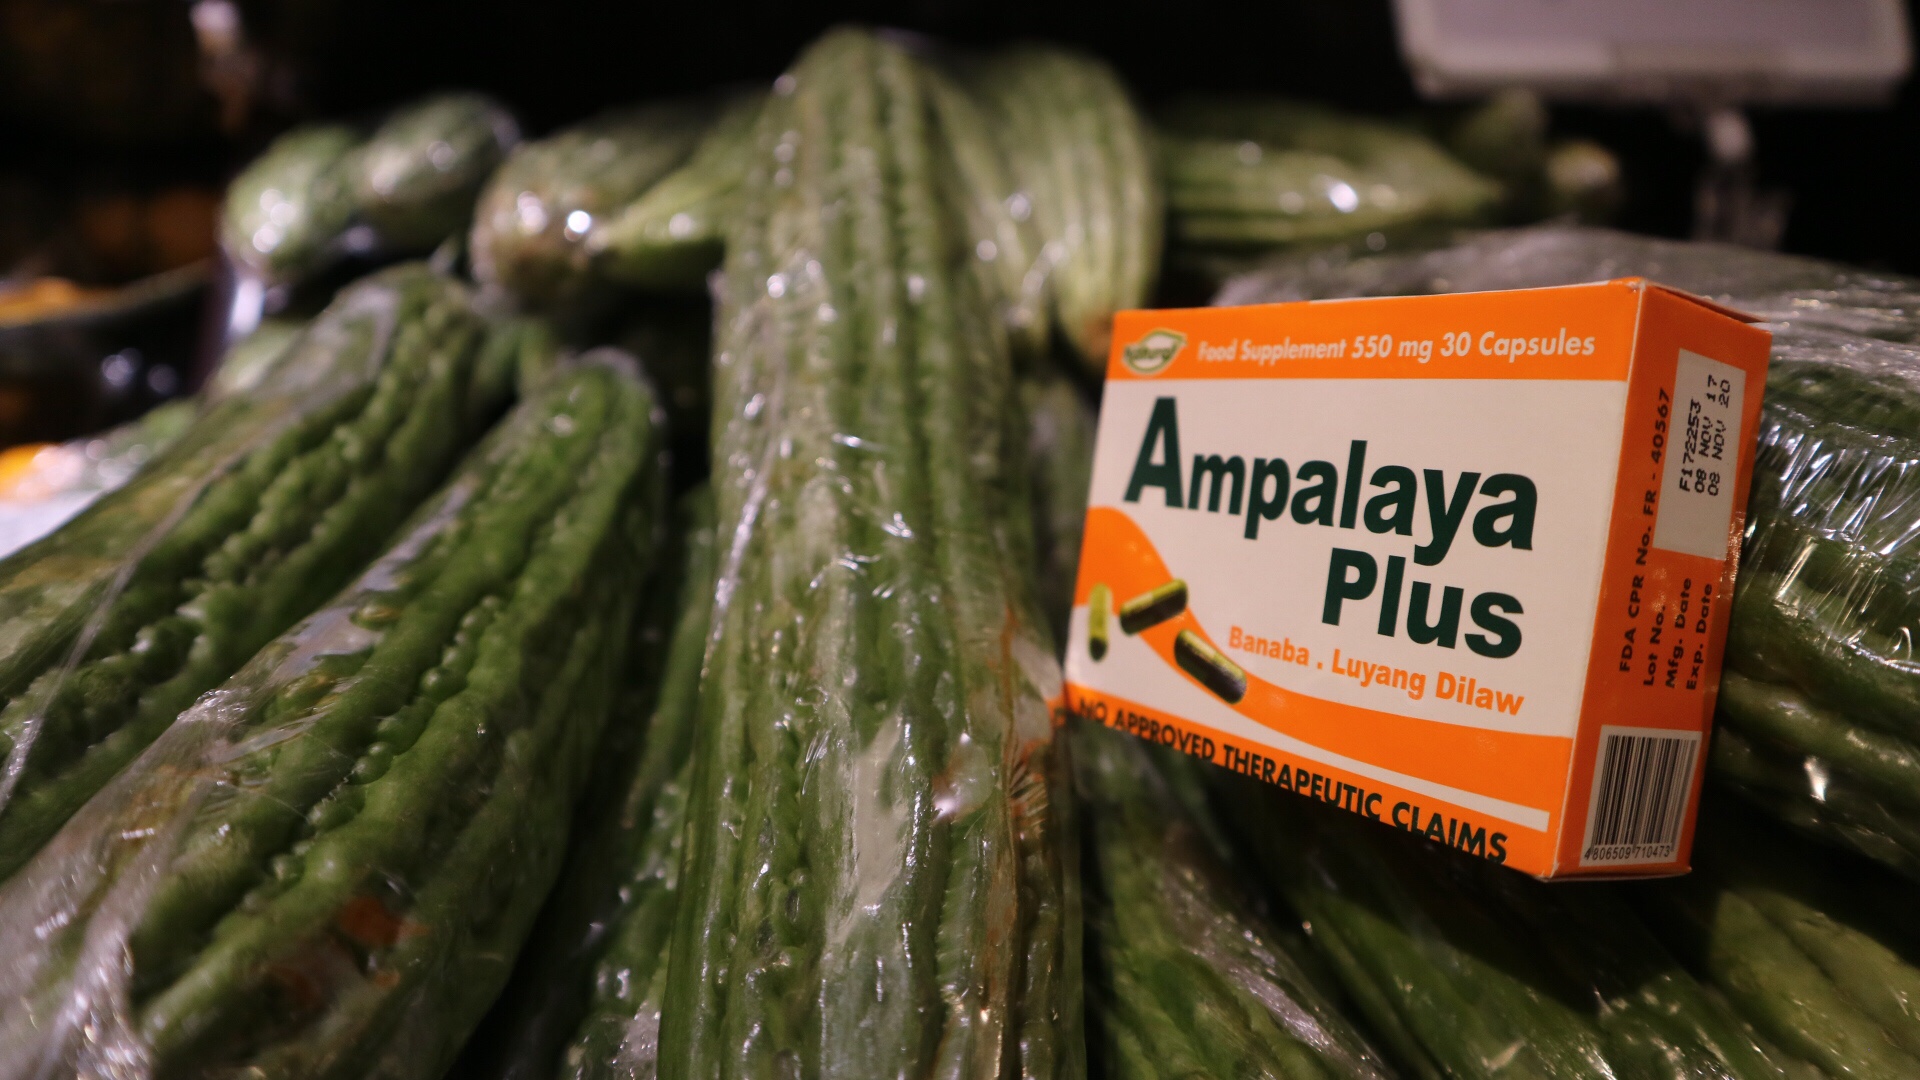 Food Supplement 550 mg 30 Capsules
Ampalaya
Plus
Banaba . Luyang Dilaw
NO APPROVED THERAPEUTIC CLAIMS
FDA CPR No. FR - 40567
Lot No.
Mfg. Date
Exp. Date
F172253
08 NOV 17
08 NOV 20
4806509710473